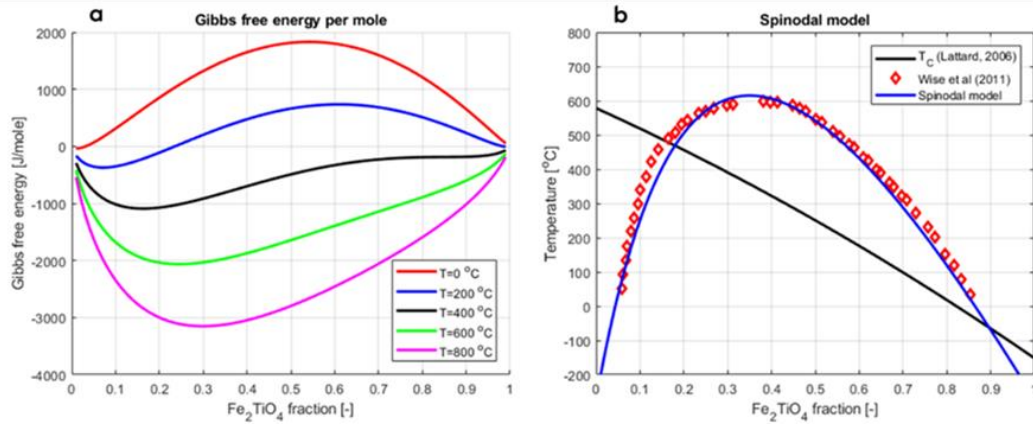 a
Gibbs free energy per mole
Gibbs free energy [J/mole]
2000
1000
0
-1000
-2000
-3000
-4000
T=0 °C
T=200 °C
T=400 °C
T=600 °C
T=800 °C
0 0.1 0.2 0.3 0.4 0.5 0.6 0.7 0.8 0.9 1
Fe2TiO4 fraction [-]
b
Spinodal model
Temperature [°C]
800
700
600
500
400
300
200
100
0
-100
-200
TC (Lattard, 2006)
Wise et al (2011)
Spinodal model
0 0.1 0.2 0.3 0.4 0.5 0.6 0.7 0.8 0.9
Fe2TiO4 fraction [-]